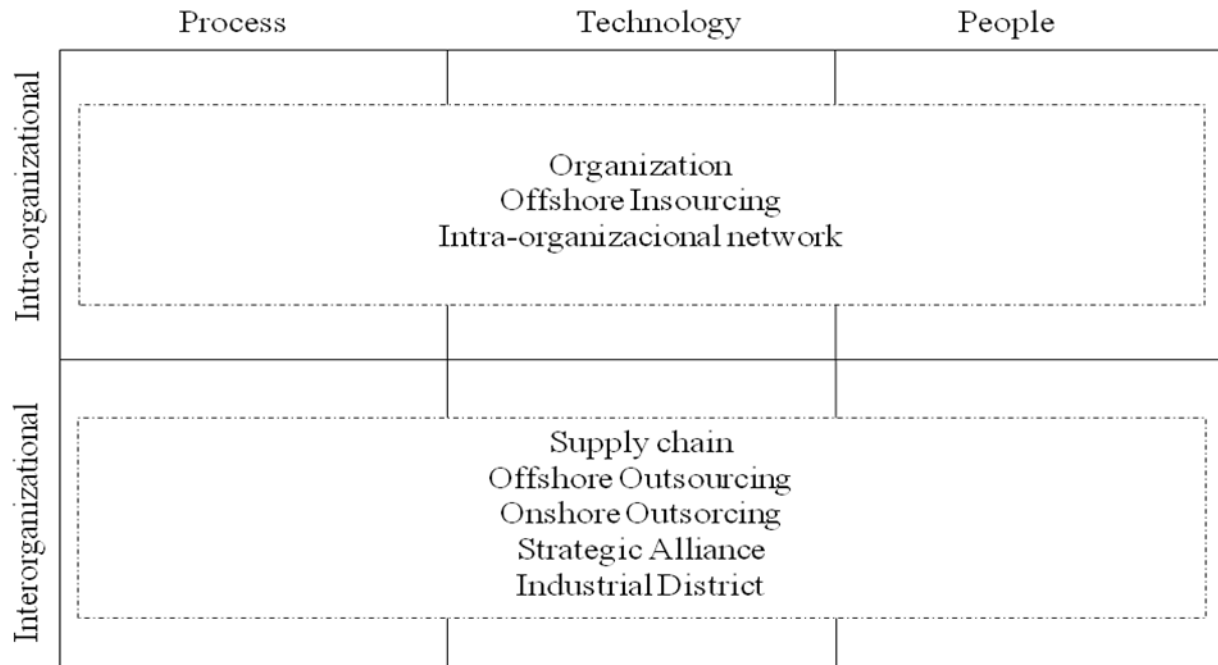 Process Technology People
Intra-organizational
Organization
Offshore Insourcing
Intra-organizacional network
Interorganizational
Supply chain
Offshore Outsourcing
Onshore Outsorcing
Strategic Alliance
Industrial District